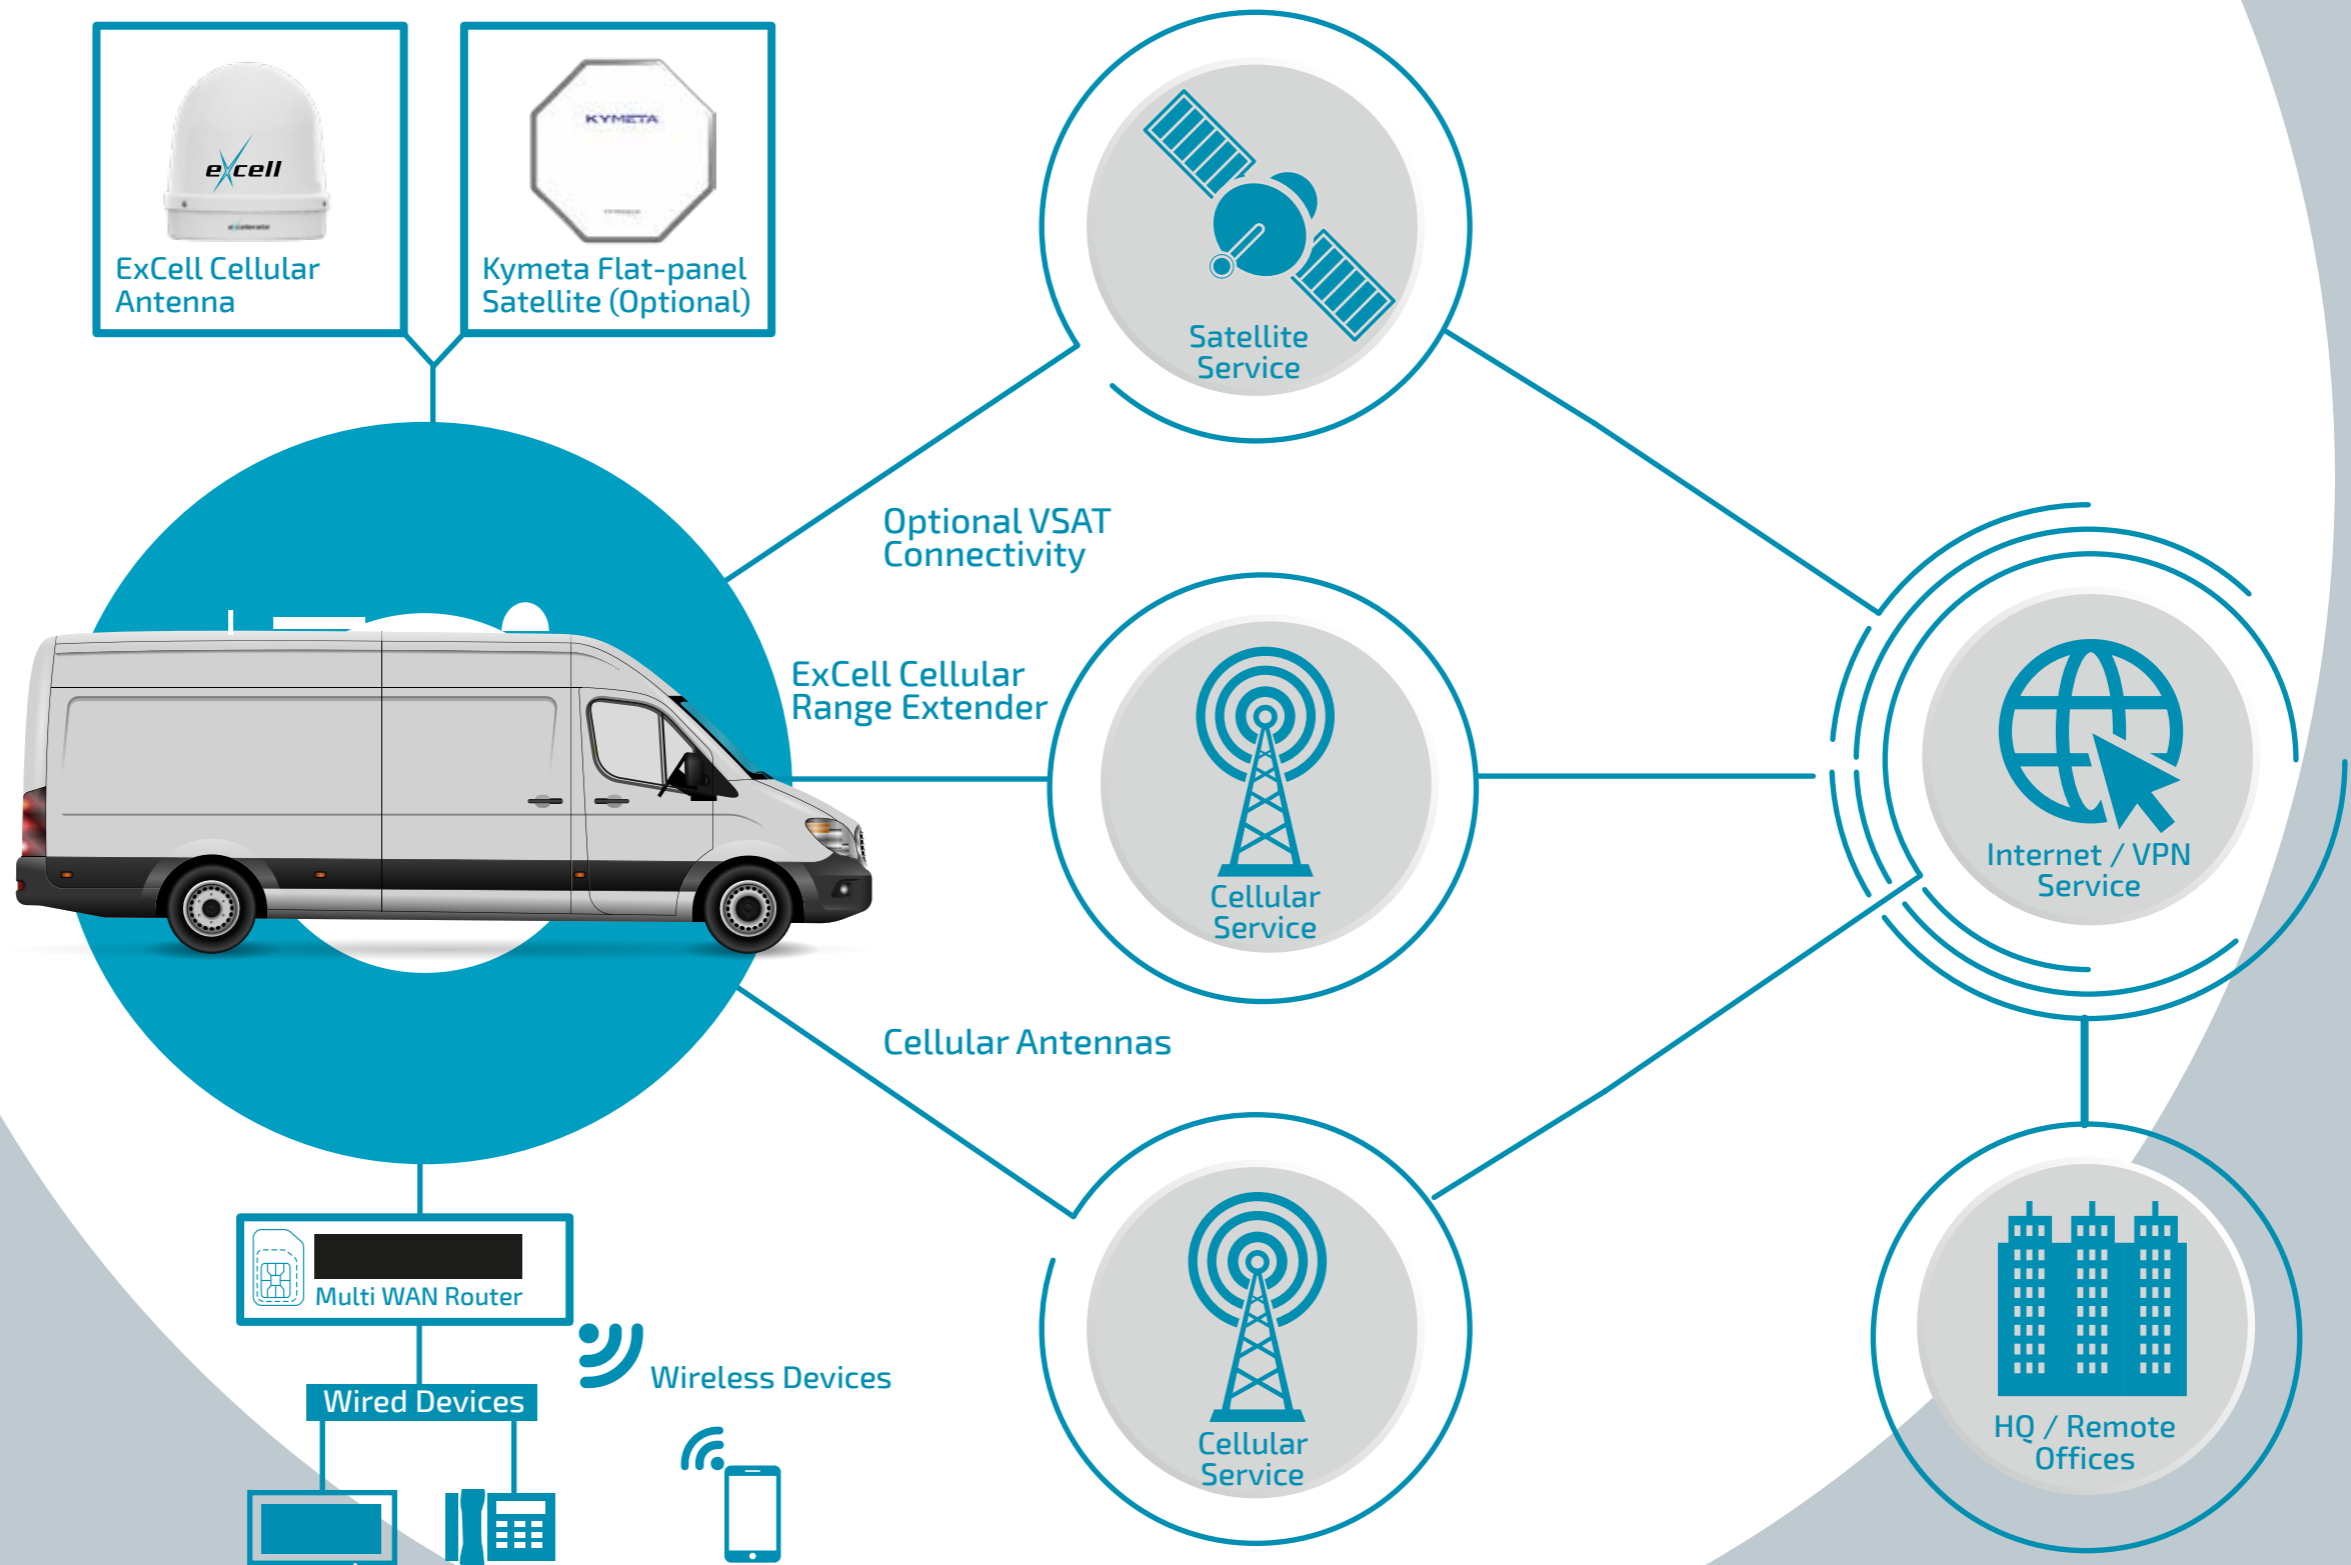 excell
KYMETA
ExCell Cellular
Antenna
Kymeta Flat-panel
Satellite (Optional)
Satellite
Service
Optional VSAT
Connectivity
ExCell Cellular
Range Extender
Cellular
Service
Internet / VPN
Service
Cellular Antennas
Multi WAN Router
Wireless Devices
Wired Devices
Cellular
Service
HQ / Remote
Offices